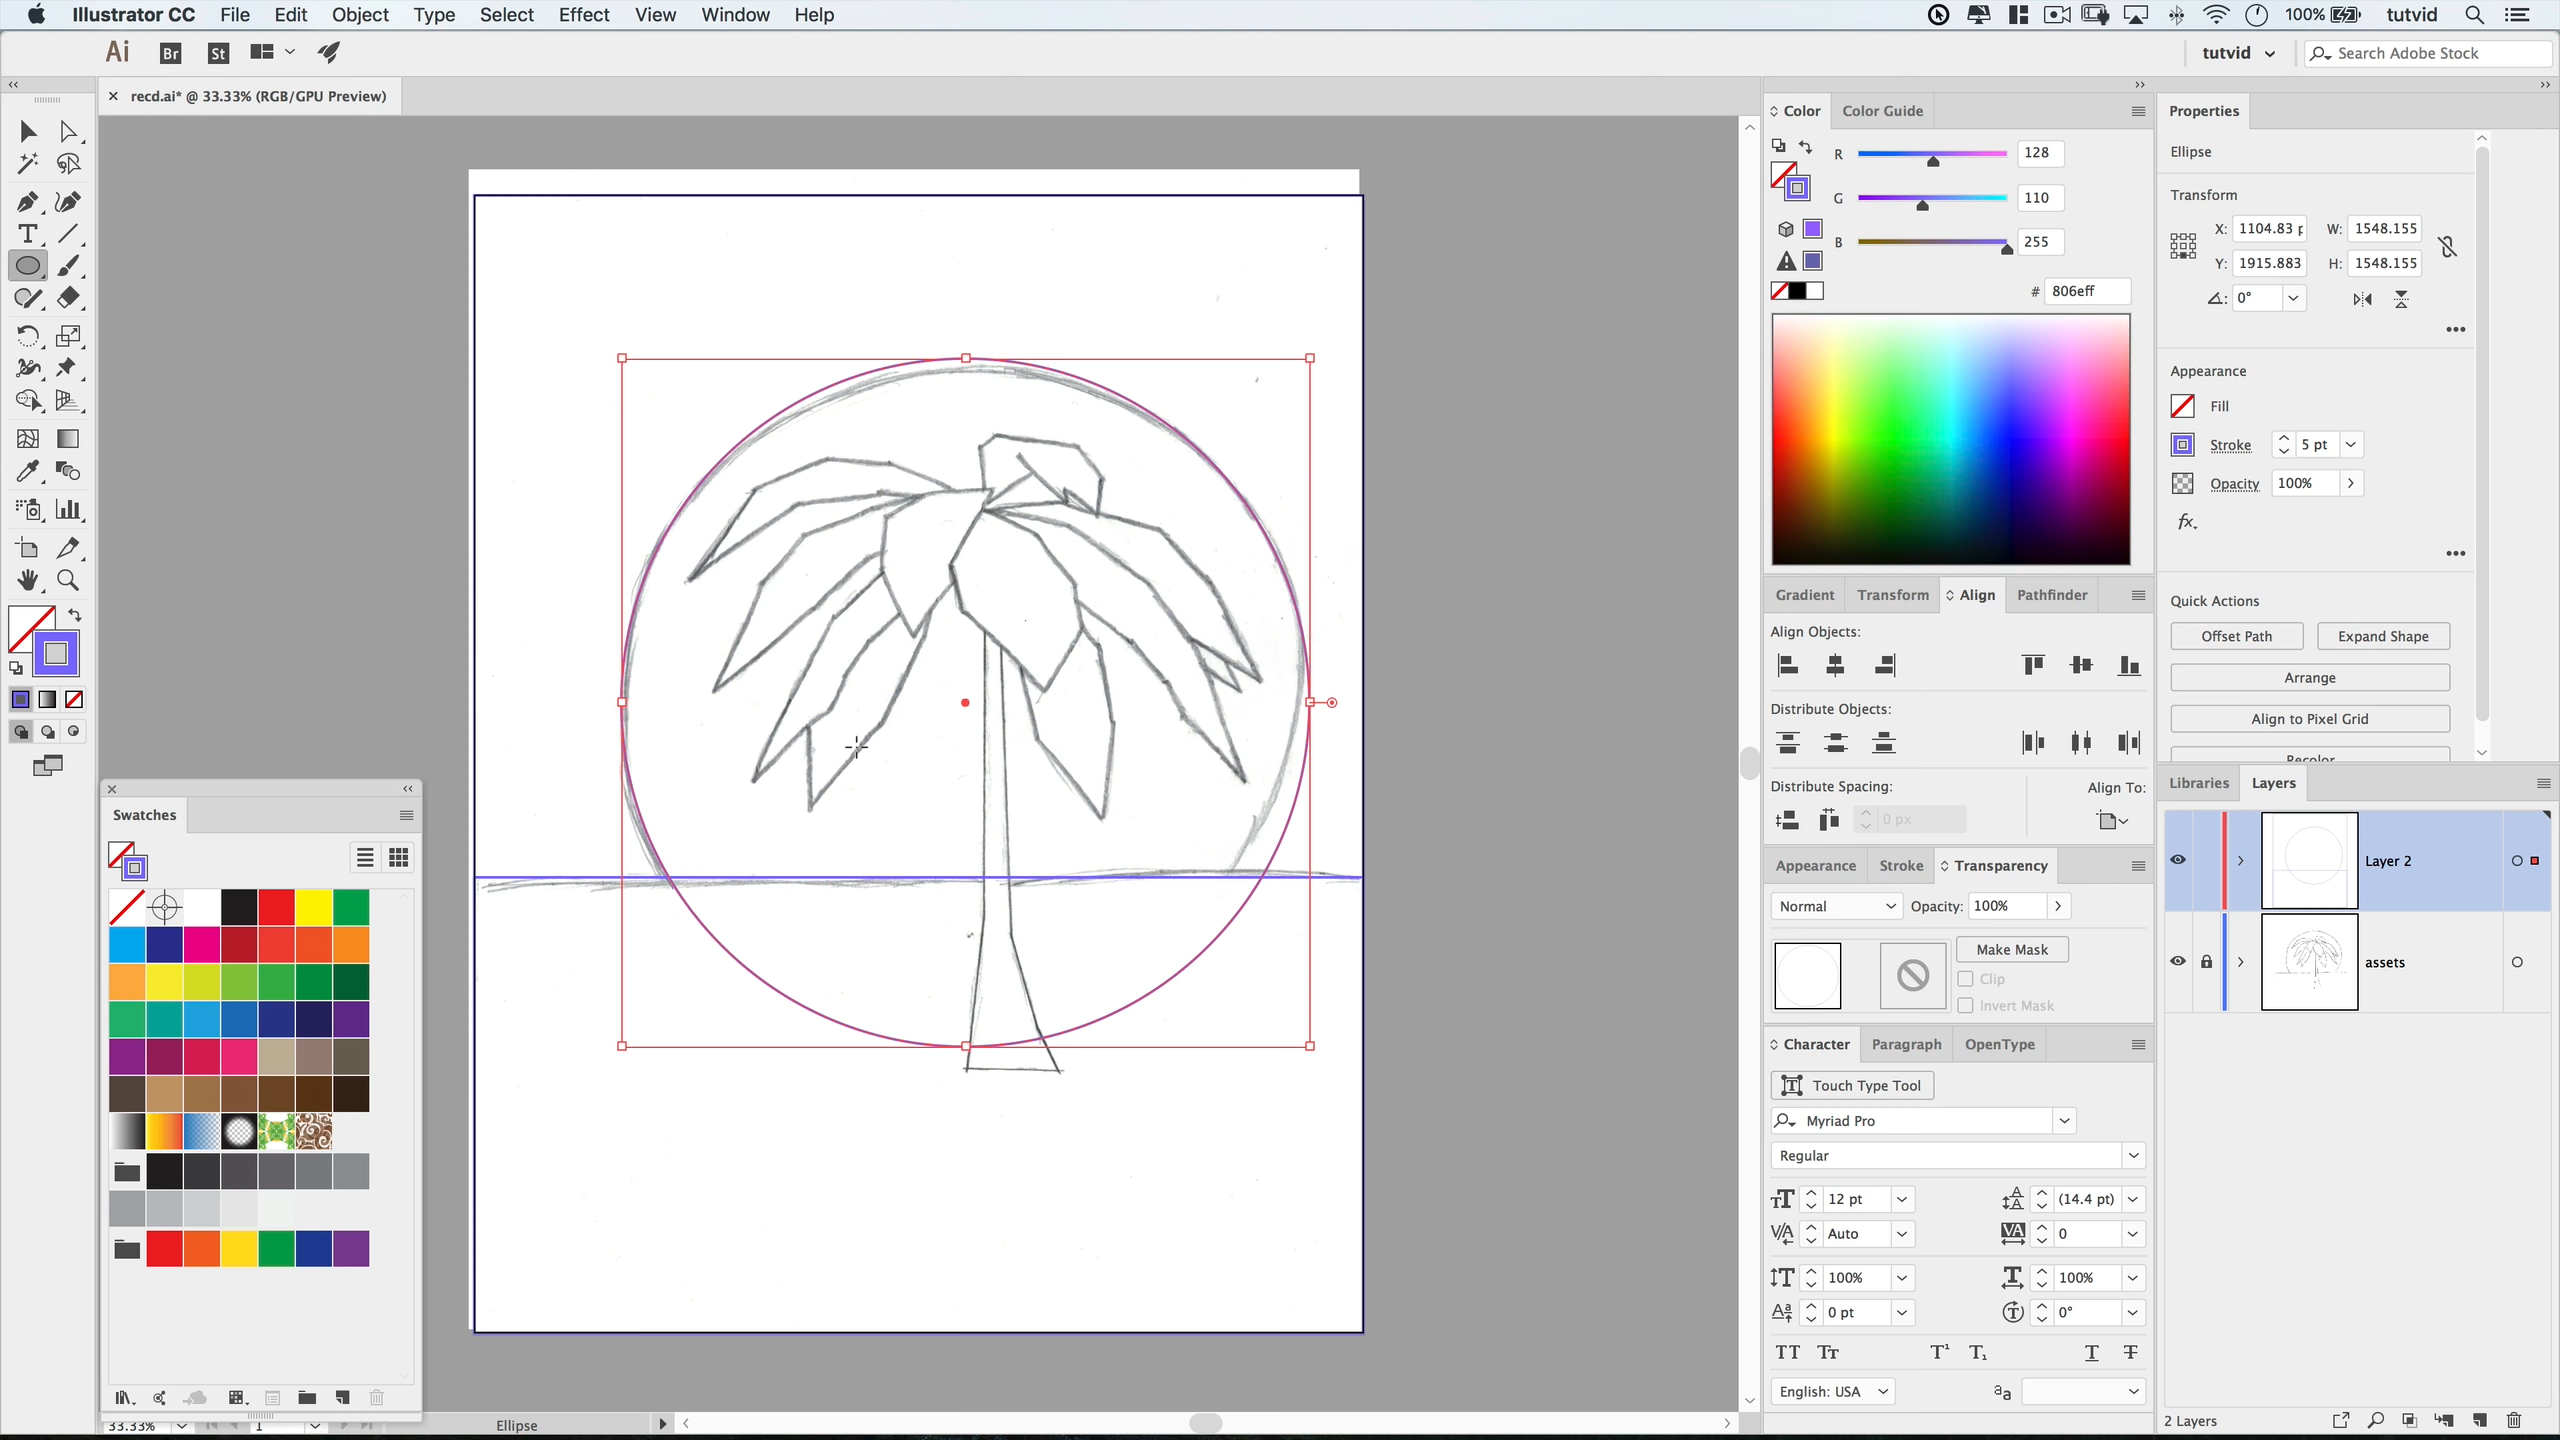 Illustrator CC File Edit Object Type Select Effect View Window Help 100% tutvid
Ai Br St tutvid Search Adobe Stock
recd.ai* @ 33.33% (RGB/GPU Preview)
Color Color Guide
R 128
G 110
B 255
# 806eff
Properties
Ellipse
Transform
X: 1104.83 p W: 1548.155
Y: 1915.883 H: 1548.155
0°
Appearance
Fill
Stroke 5 pt
Opacity 100%
fx.
Quick Actions
Offset Path Expand Shape
Arrange
Align to Pixel Grid
Recolor
Gradient Transform Align Pathfinder
Align Objects:
Distribute Objects:
Distribute Spacing: Align To:
0 px
Appearance Stroke Transparency
Normal Opacity: 100%
Make Mask
Clip
Invert Mask
Character Paragraph OpenType
Touch Type Tool
Myriad Pro
Regular
12 pt (14.4 pt)
Auto 0
100% 100%
0 pt 0°
TT Tr T¹ T₁ T T
English: USA aa
Libraries Layers
Layer 2
assets
2 Layers
Swatches
33.33% 1 Ellipse